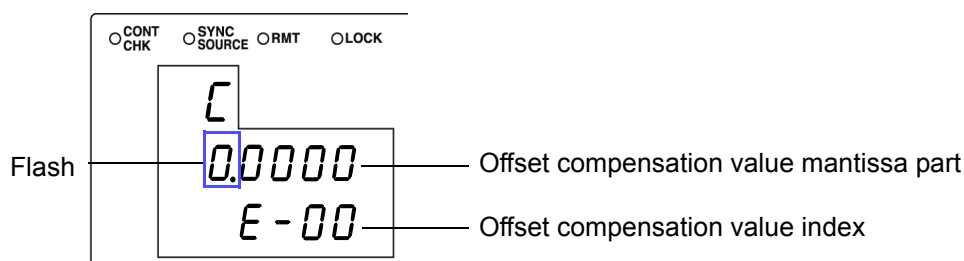 CONT CHK SYNC SOURCE RMT LOCK
C
Flash 0.0000 Offset compensation value mantissa part
E-00 Offset compensation value index